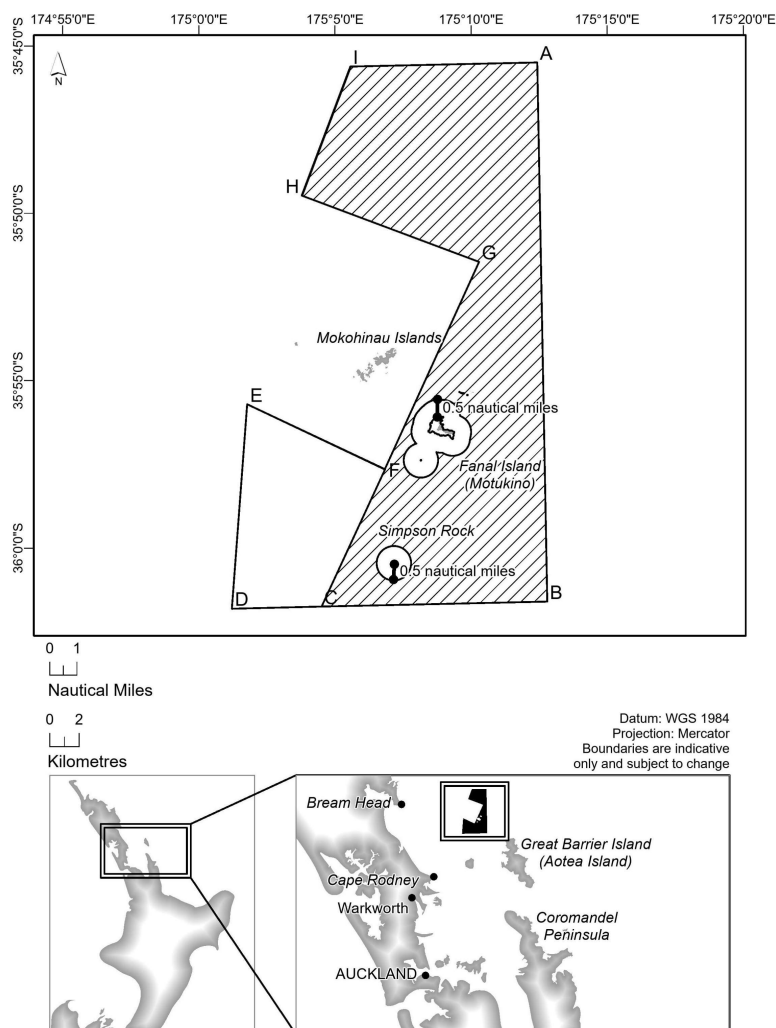 174°55'0"E 175°0'0"E 175°5'0"E 175°10'0"E 175°15'0"E 175°20'0"E
35°45'0"S
N
I
A
H
35°50'0"S
G
Mokohinau Islands
35°55'0"S
E
0.5 nautical miles
F
Fanal Island
(Motukino)
Simpson Rock
36°0'0"S
0.5 nautical miles
D
C
B
0 1
Nautical Miles
0 2
Kilometres
Datum: WGS 1984
Projection: Mercator
Boundaries are indicative
only and subject to change
Bream Head
Great Barrier Island
(Aotea Island)
Cape Rodney
Warkworth
Coromandel
Peninsula
AUCKLAND